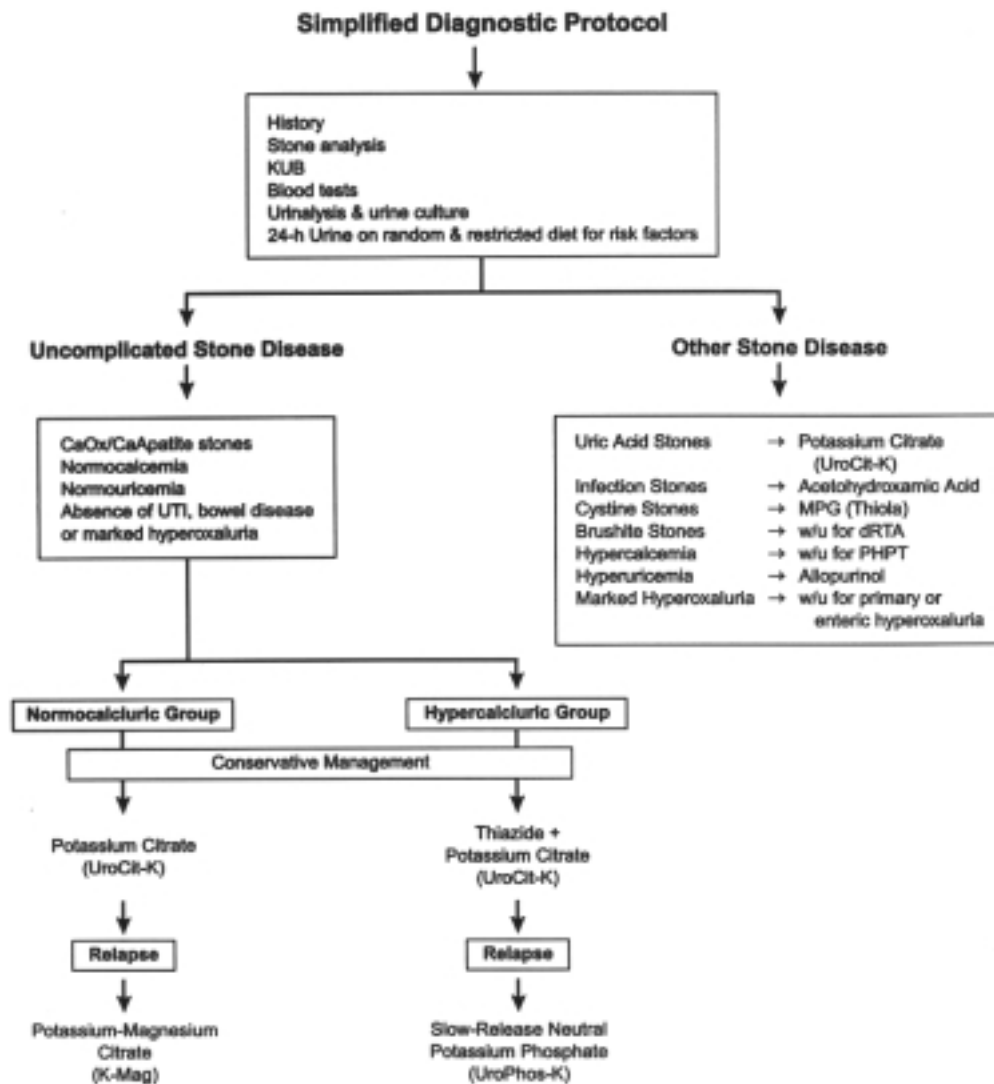 Simplified Diagnostic Protocol
History
Stone analysis
KUB
Blood tests
Urinalysis & urine culture
24-h Urine on random & restricted diet for risk factors
Uncomplicated Stone Disease
CaOx/CaApatite stones
Normocalcemia
Normouricemia
Absence of UTI, bowel disease
or marked hyperoxaluria
Other Stone Disease
Uric Acid Stones → Potassium Citrate
(UroCit-K)
Infection Stones → Acetohydroxamic Acid
Cystine Stones → MPG (Thiola)
Brushite Stones → w/u for dRTA
Hypercalcemia → w/u for PHPT
Hyperuricemia → Allopurinol
Marked Hyperoxaluria → w/u for primary or
enteric hyperoxaluria
Normocalciuric Group
Hypercalciuric Group
Conservative Management
Potassium Citrate
(UroCit-K)
Thiazide +
Potassium Citrate
(UroCit-K)
Relapse
Relapse
Potassium-Magnesium
Citrate
(K-Mag)
Slow-Release Neutral
Potassium Phosphate
(UroPhos-K)